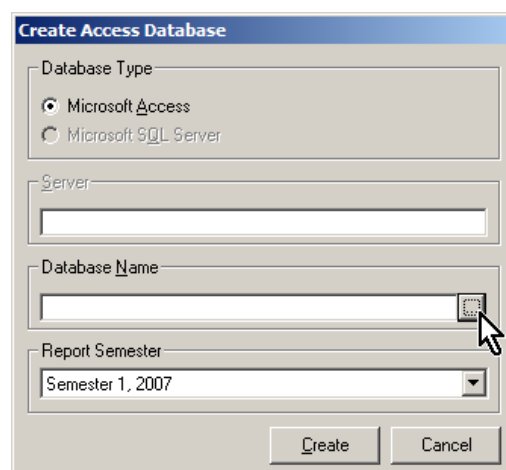 Create Access Database
Database Type
Microsoft Access
Microsoft SQL Server
Server
Database Name
...
Report Semester
Semester 1, 2007
Create
Cancel